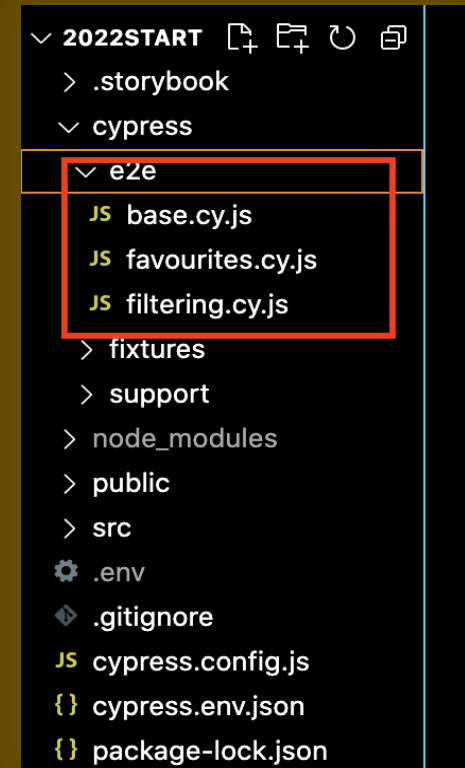 2022START
.storybook
cypress
e2e
JS base.cy.js
JS favourites.cy.js
JS filtering.cy.js
fixtures
support
node_modules
public
src
.env
.gitignore
JS cypress.config.js
{} cypress.env.json
{} package-lock.json